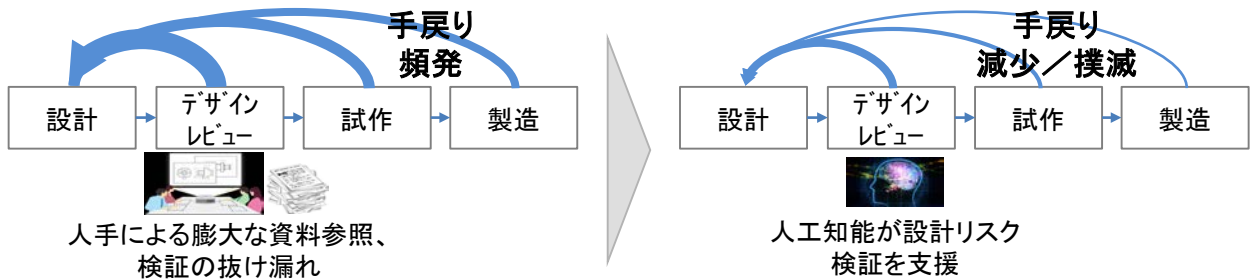 手戻り
頻発
設計
デザイン
レビュー
試作
製造
人手による膨大な資料参照、
検証の抜け漏れ
手戻り
減少／撲滅
設計
デザイン
レビュー
試作
製造
人工知能が設計リスク
検証を支援